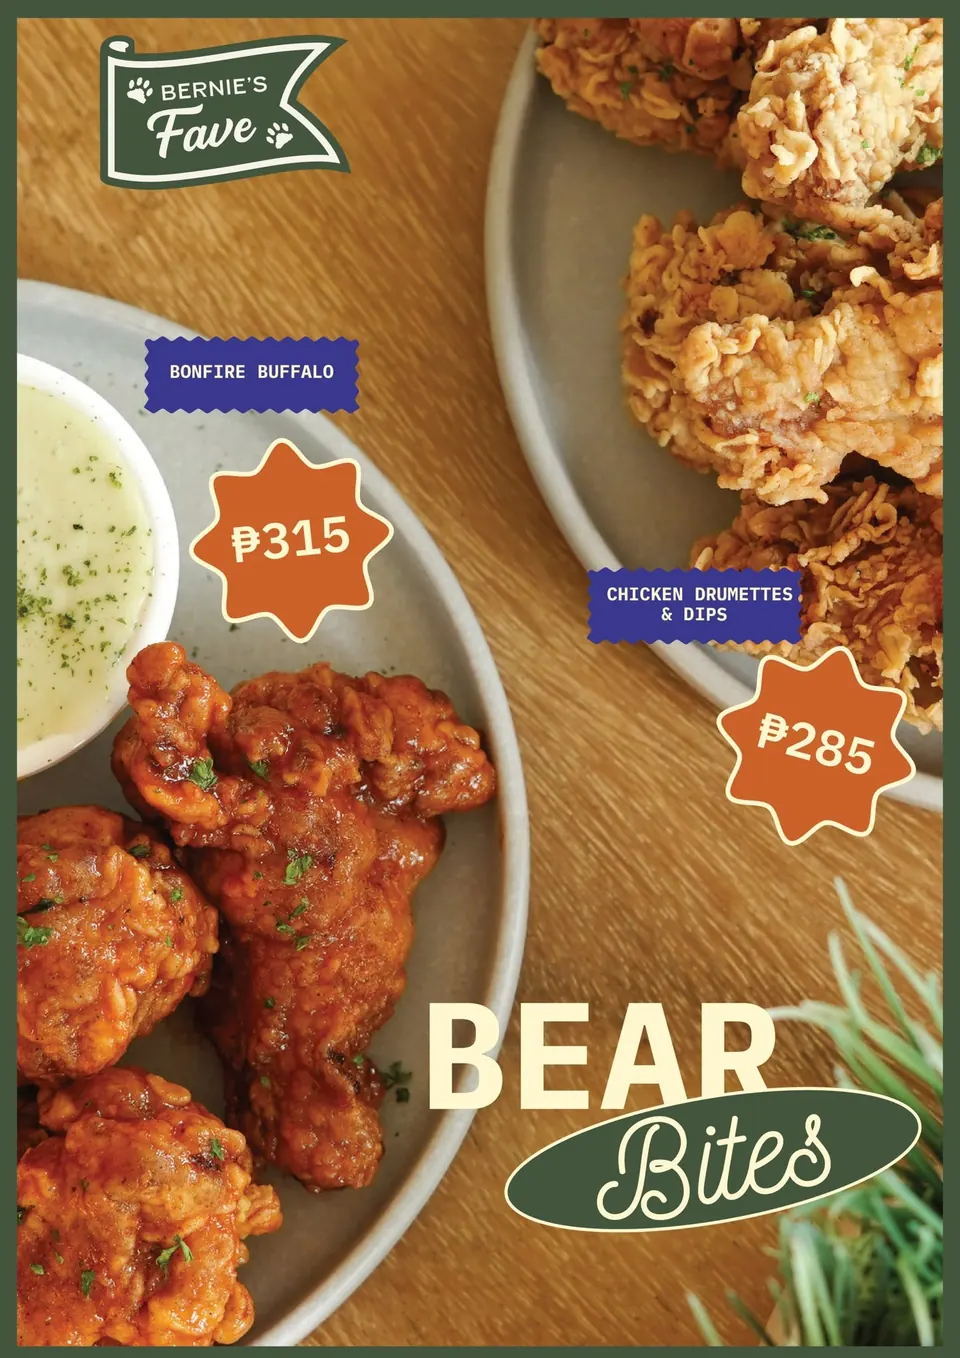 BERNIE'S
Fave
BONFIRE BUFFALO
₱315
CHICKEN DRUMETTES
& DIPS
₱285
BEAR
Bites